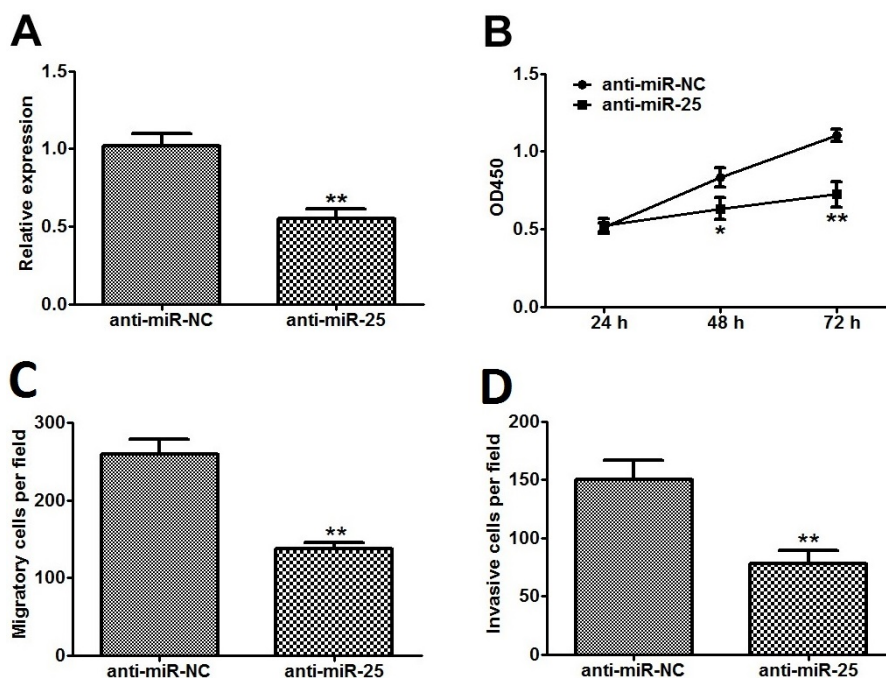 A
Relative expression
1.5
1.0
0.5
0.0
**
anti-miR-NC
anti-miR-25
B
OD450
1.5
1.0
0.5
0.0
anti-miR-NC
anti-miR-25
*
**
24 h
48 h
72 h
C
Migratory cells per field
300
200
100
0
**
anti-miR-NC
anti-miR-25
D
Invasive cells per field
200
150
100
50
0
**
anti-miR-NC
anti-miR-25